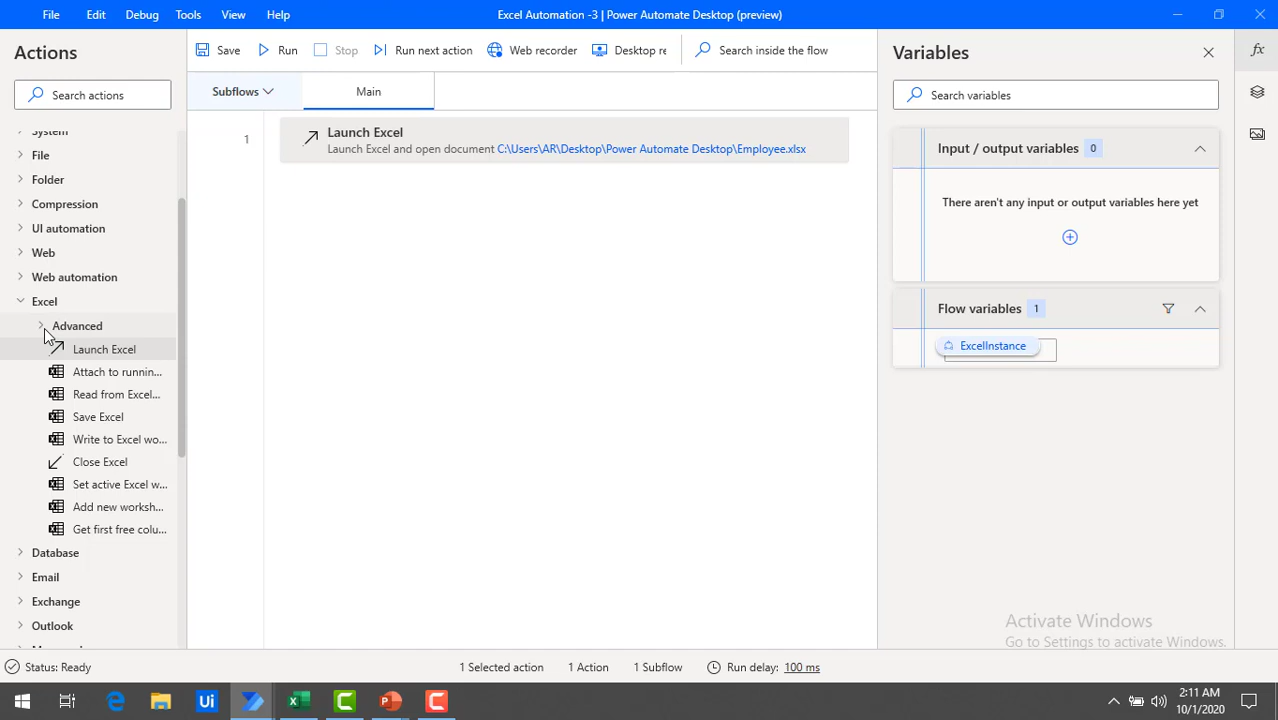 File Edit Debug Tools View Help Excel Automation -3 | Power Automate Desktop (preview)
Actions
Save Run Stop Run next action Web recorder Desktop re Search inside the flow
Variables
fx
Search actions
Subflows Main
Search variables
System
File
Folder
Compression
UI automation
Web
Web automation
Excel
Advanced
Launch Excel
Attach to runnin...
Read from Excel...
Save Excel
Write to Excel wo...
Close Excel
Set active Excel w...
Add new worksh...
Get first free colu...
Database
Email
Exchange
Outlook
1
Launch Excel
Launch Excel and open document C:\Users\AR\Desktop\Power Automate Desktop\Employee.xlsx
Input / output variables 0
There aren't any input or output variables here yet
Flow variables 1
ExcelInstance
Activate Windows
Go to Settings to activate Windows.
Status: Ready 1 Selected action 1 Action 1 Subflow Run delay: 100 ms
Ui
2:11 AM
10/1/2020